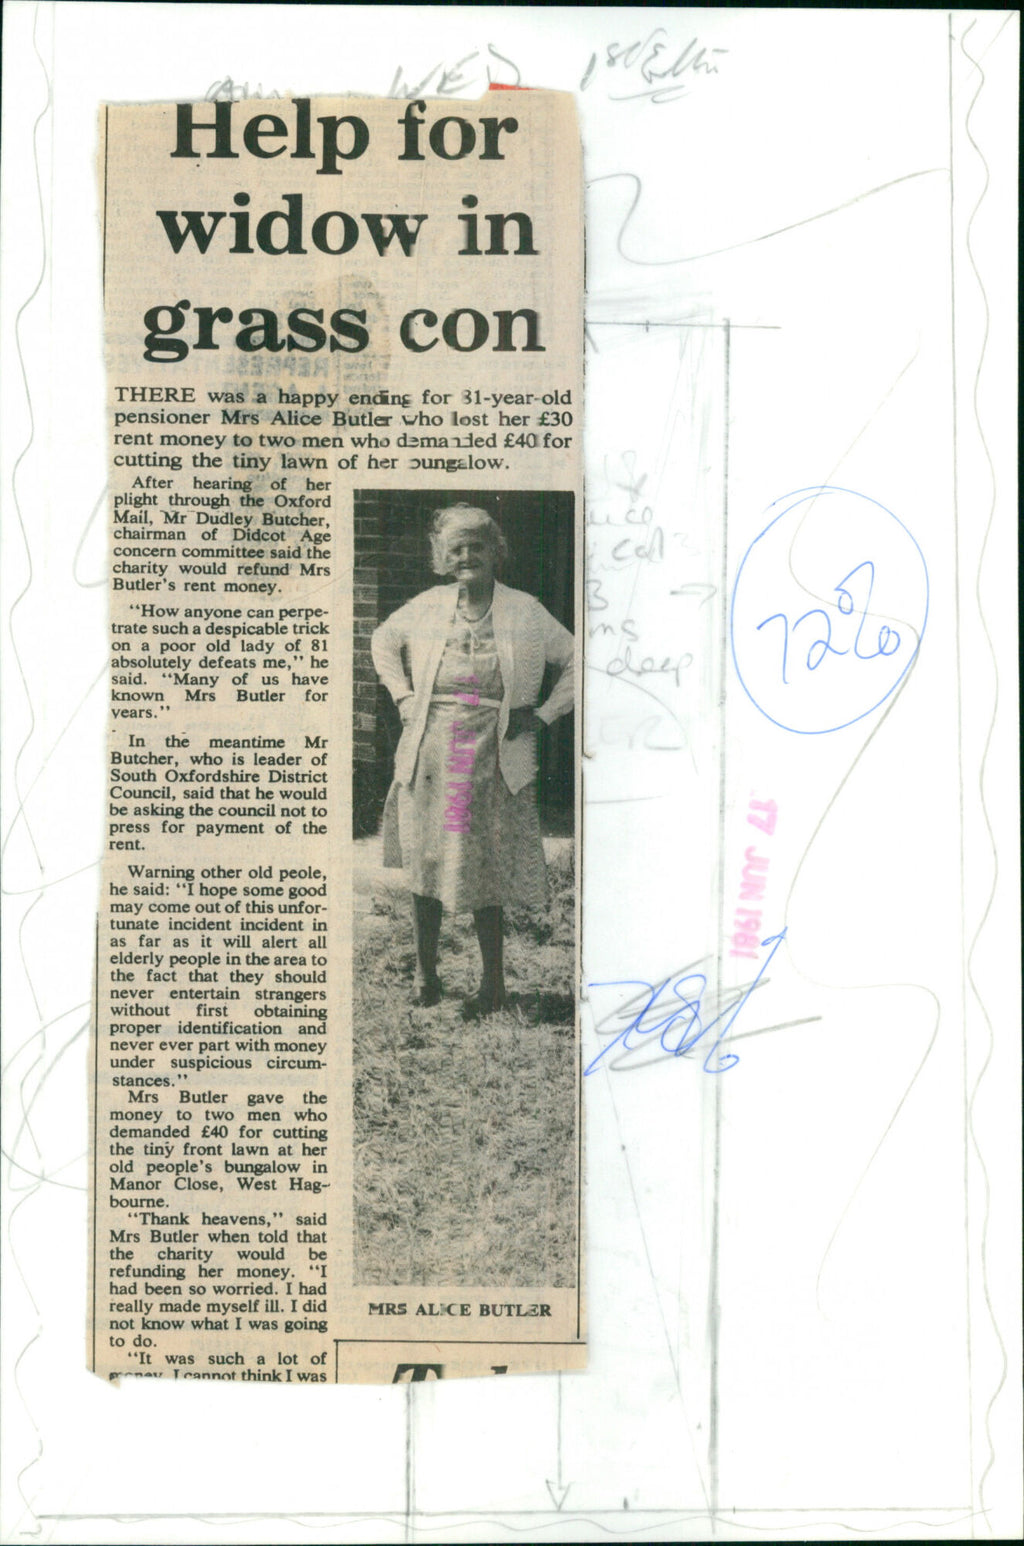 WED 1st Edtn
Help for
widow in
grass con
THERE was a happy ending for 81-year-old
pensioner Mrs Alice Butler who lost her £30
rent money to two men who demanded £40 for
cutting the tiny lawn of her bungalow.
After hearing of her
plight through the Oxford
Mail, Mr Dudley Butcher,
chairman of Didcot Age
concern committee said the
charity would refund Mrs
Butler's rent money.
"How anyone can perpe-
trate such a despicable trick
on a poor old lady of 81
absolutely defeats me," he
said. "Many of us have
known Mrs Butler for
years."
In the meantime Mr
Butcher, who is leader of
South Oxfordshire District
Council, said that he would
be asking the council not to
press for payment of the
rent.
Warning other old peole,
he said: "I hope some good
may come out of this unfor-
tunate incident incident in
as far as it will alert all
elderly people in the area to
the fact that they should
never entertain strangers
without first obtaining
proper identification and
never ever part with money
under suspicious circum-
stances."
Mrs Butler gave the
money to two men who
demanded £40 for cutting
the tiny front lawn at her
old people's bungalow in
Manor Close, West Hag-
bourne.
"Thank heavens," said
Mrs Butler when told that
the charity would be
refunding her money. "I
had been so worried. I had
really made myself ill. I did
not know what I was going
to do.
"It was such a lot of
money. I cannot think I was
MRS ALICE BUTLER
17 JUN 1981
72%
17 JUN 1981
deep